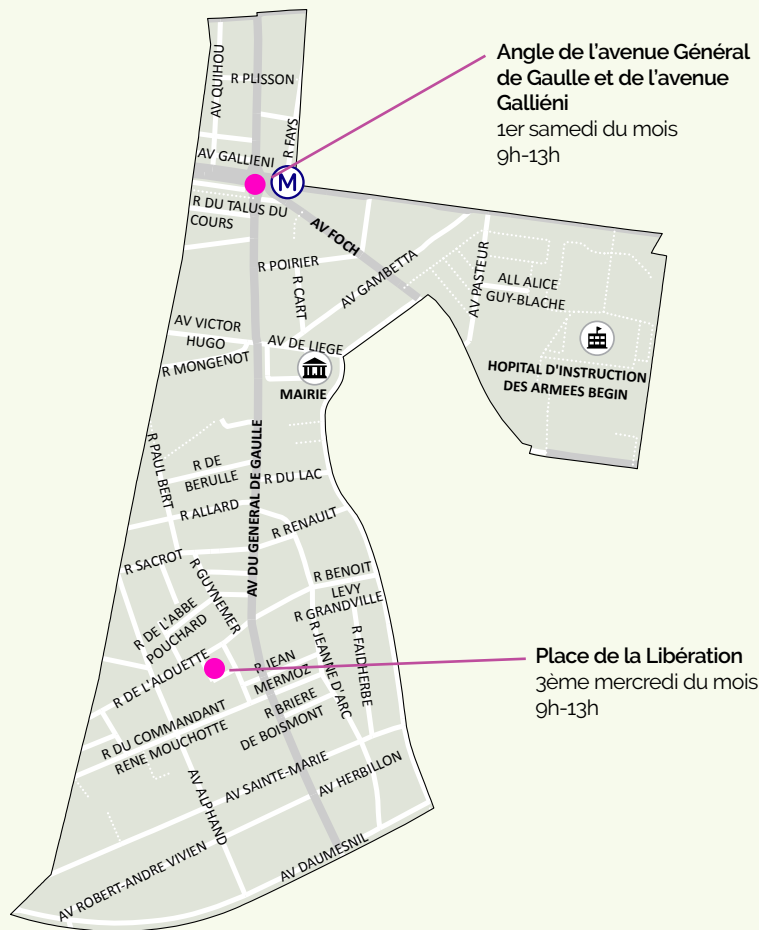 Angle de l'avenue Général
de Gaulle et de l'avenue
Galliéni
1er samedi du mois
9h-13h
AV QUIHOU
R PLISSON
R FAYS
AV GALLIENI
M
R DU TALUS DU
COURS
AV FOCH
R POIRIER
R CART
AV GAMBETTA
AV PASTEUR
ALL ALICE
GUY-BLACHE
AV VICTOR
HUGO
AV DE LIEGE
R MONGENOT
MAIRIE
HOPITAL D'INSTRUCTION
DES ARMEES BEGIN
R PAUL BERT
R DE
BERULLE
AV DU GENERAL DE GAULLE
R DU LAC
R ALLARD
R RENAULT
R SACROT
R GUYNEMER
R BENOIT
LEVY
R GRANDVILLE
R DE L'ABBE
POUCHARD
R JEANNE D'ARC
R FAIDHERBE
R DE L'ALOUETTE
R JEAN
MERMOZ
Place de la Libération
3ème mercredi du mois
9h-13h
R DU COMMANDANT
RENE MOUCHOTTE
R BRIERE
DE BOISMONT
AV ALPHAND
AV SAINTE-MARIE
AV HERBILLON
AV ROBERT-ANDRE VIVIEN
AV DAUMESNIL